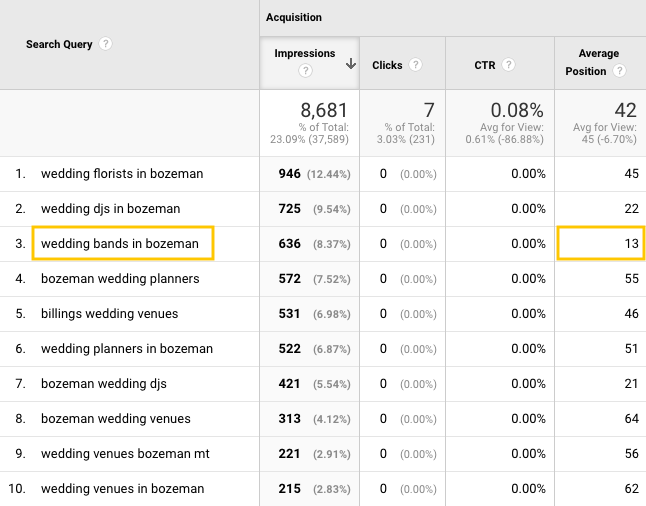 Acquisition
Search Query ?
Impressions ? ↓
Clicks ?
CTR ?
Average Position ?
8,681
% of Total:
23.09% (37,589)
7
% of Total:
3.03% (231)
0.08%
Avg for View:
0.61% (-86.88%)
42
Avg for View:
45 (-6.70%)
1. wedding florists in bozeman 946 (12.44%) 0 (0.00%) 0.00% 45
2. wedding djs in bozeman 725 (9.54%) 0 (0.00%) 0.00% 22
3. wedding bands in bozeman 636 (8.37%) 0 (0.00%) 0.00% 13
4. bozeman wedding planners 572 (7.52%) 0 (0.00%) 0.00% 55
5. billings wedding venues 531 (6.98%) 0 (0.00%) 0.00% 46
6. wedding planners in bozeman 522 (6.87%) 0 (0.00%) 0.00% 51
7. bozeman wedding djs 421 (5.54%) 0 (0.00%) 0.00% 21
8. bozeman wedding venues 313 (4.12%) 0 (0.00%) 0.00% 64
9. wedding venues bozeman mt 221 (2.91%) 0 (0.00%) 0.00% 56
10. wedding venues in bozeman 215 (2.83%) 0 (0.00%) 0.00% 62